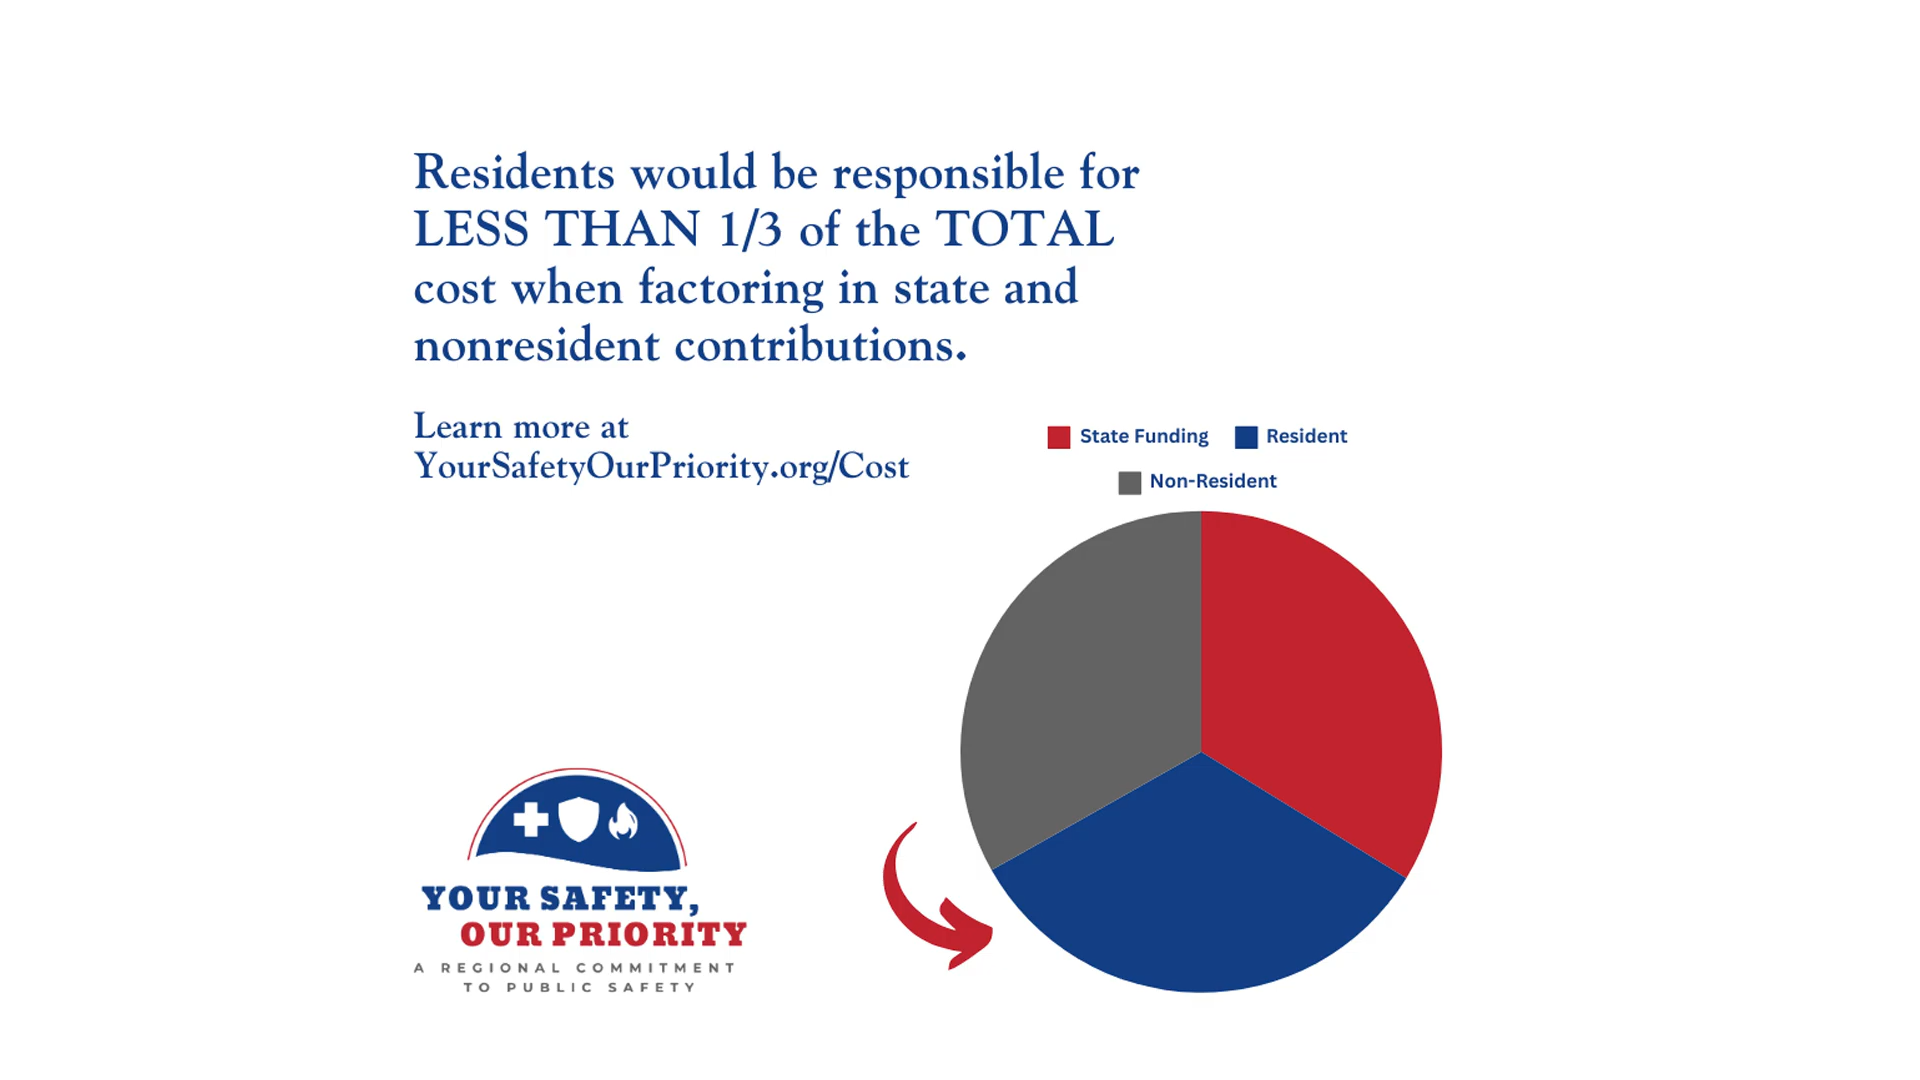 Residents would be responsible for
LESS THAN 1/3 of the TOTAL
cost when factoring in state and
nonresident contributions.
Learn more at
YourSafetyOurPriority.org/Cost
State Funding Resident
Non-Resident
YOUR SAFETY,
OUR PRIORITY
A REGIONAL COMMITMENT
TO PUBLIC SAFETY